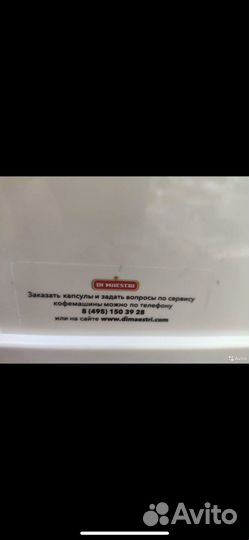 DI MAESTRI
Заказать капсулы и задать вопросы по сервису
кофемашины можно по телефону
8 (495) 150 39 28
или на сайте www.dimaestri.com
Avito
Avito